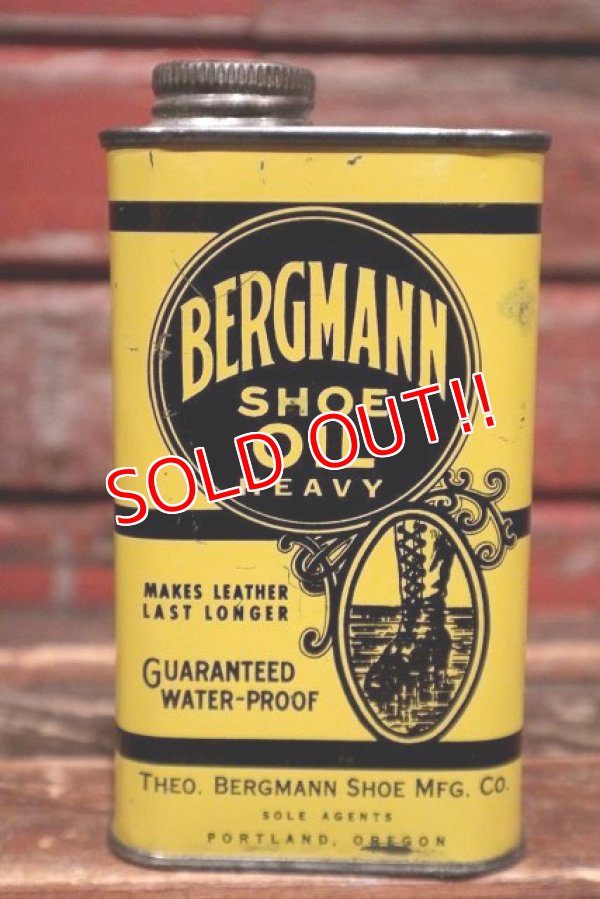 BERGMANN
SHOE
OIL
HEAVY
SOLD OUT!!
MAKES LEATHER
LAST LONGER
GUARANTEED
WATER-PROOF
THEO. BERGMANN SHOE MFG. CO.
SOLE AGENTS
PORTLAND, OREGON